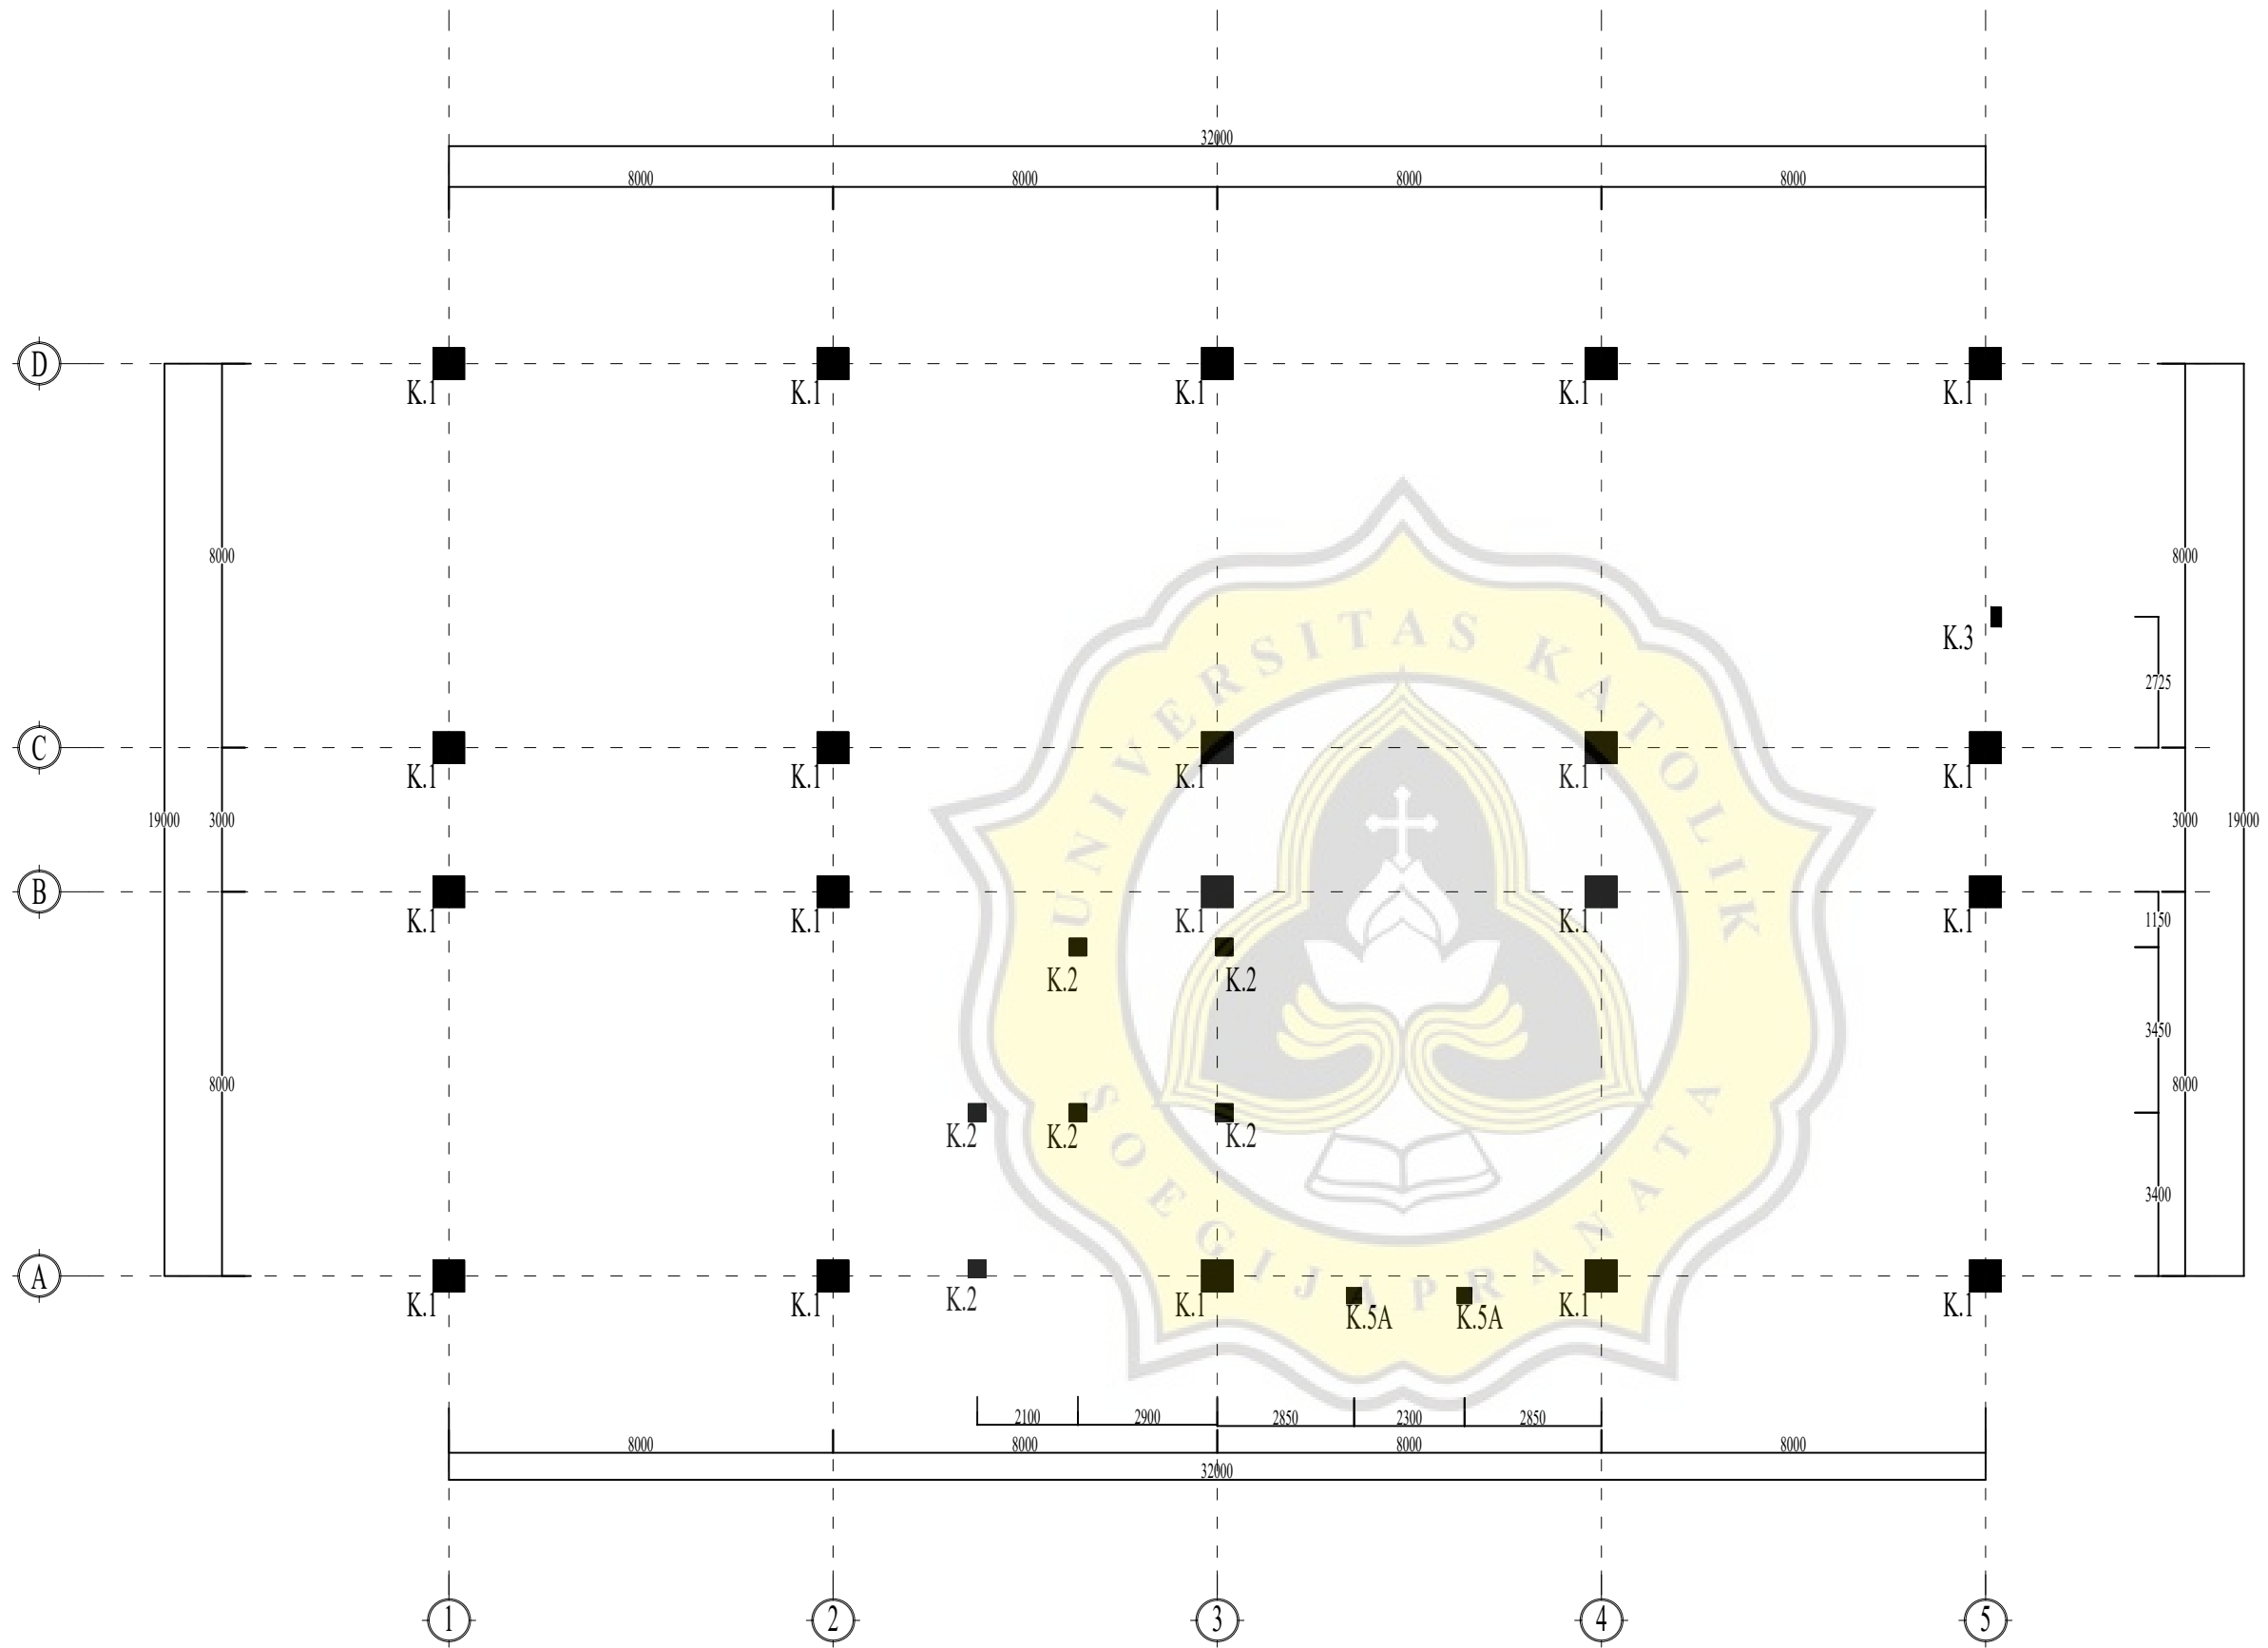 32000
8000 8000 8000 8000
D
K.1 K.1 K.1 K.1 K.1
8000 8000
UNIVERSITAS KATOLIK
K.3
2725
C
K.1 K.1 K.1 K.1 K.1
19000 3000 3000 19000
B
K.1 K.1 K.1 K.1 K.1
1150
K.2 K.2
3450
8000 8000
K.2 K.2 K.2
SOEGIJAPRANATA
3400
A
K.1 K.1 K.2 K.1 K.5A K.5A K.1 K.1
2100 2900 2850 2300 2850
8000 8000 8000 8000
32000
1 2 3 4 5